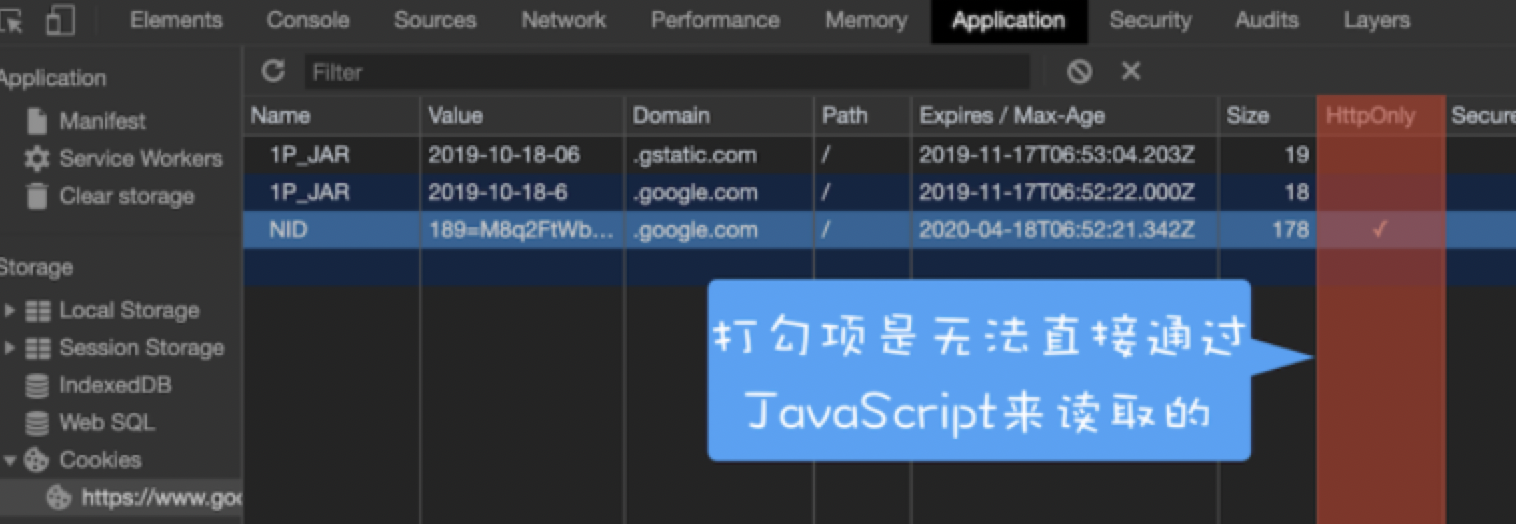 Elements Console Sources Network Performance Memory Application Security Audits Layers
Application
Filter
Manifest
Service Workers
Clear storage
Name Value Domain Path Expires / Max-Age Size HttpOnly Secure
1P_JAR 2019-10-18-06 .gstatic.com / 2019-11-17T06:53:04.203Z 19
1P_JAR 2019-10-18-6 .google.com / 2019-11-17T06:52:22.000Z 18
NID 189=M8q2FtWb... .google.com / 2020-04-18T06:52:21.342Z 178 ✓
Storage
Local Storage
Session Storage
IndexedDB
Web SQL
Cookies
https://www.goo
打勾项是无法直接通过
JavaScript来读取的